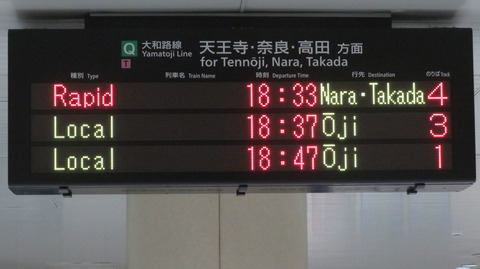 Q 大和路線 天王寺・奈良・高田 方面
T Yamatoji Line for Tennōji, Nara, Takada
種別 Type 列車名 Train Name 時刻 Departure Time 行先 Destination のりば Track
Rapid 18:33 Nara・Takada 4
Local 18:37 Ōji 3
Local 18:47 Ōji 1